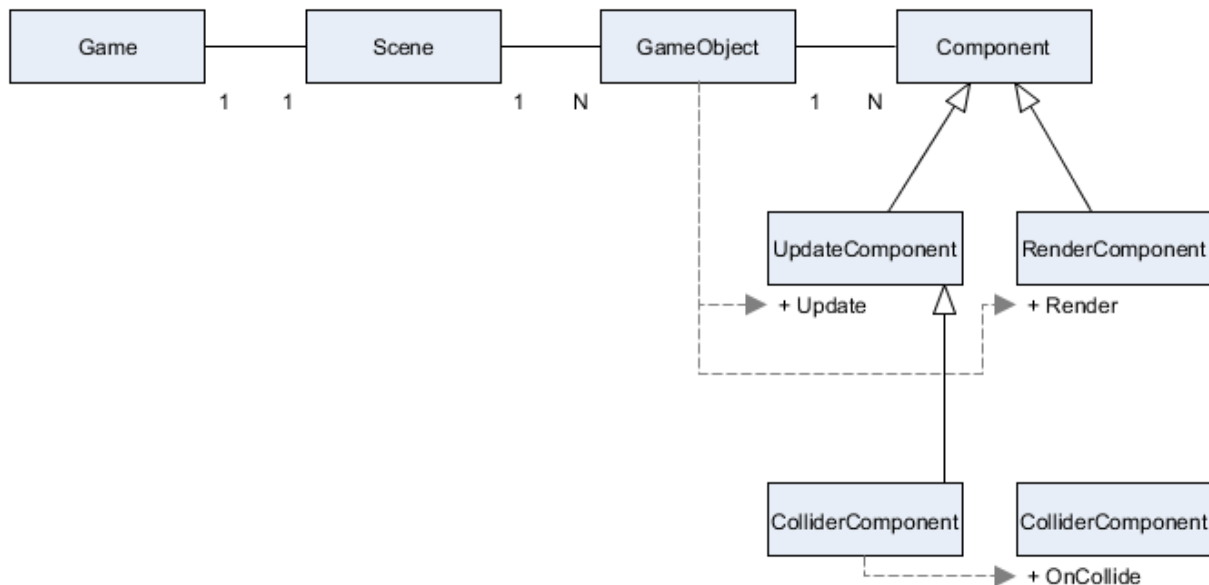 Game
Scene
GameObject
Component
1
1
1
N
1
N
UpdateComponent
RenderComponent
+ Update
+ Render
ColliderComponent
ColliderComponent
+ OnCollide